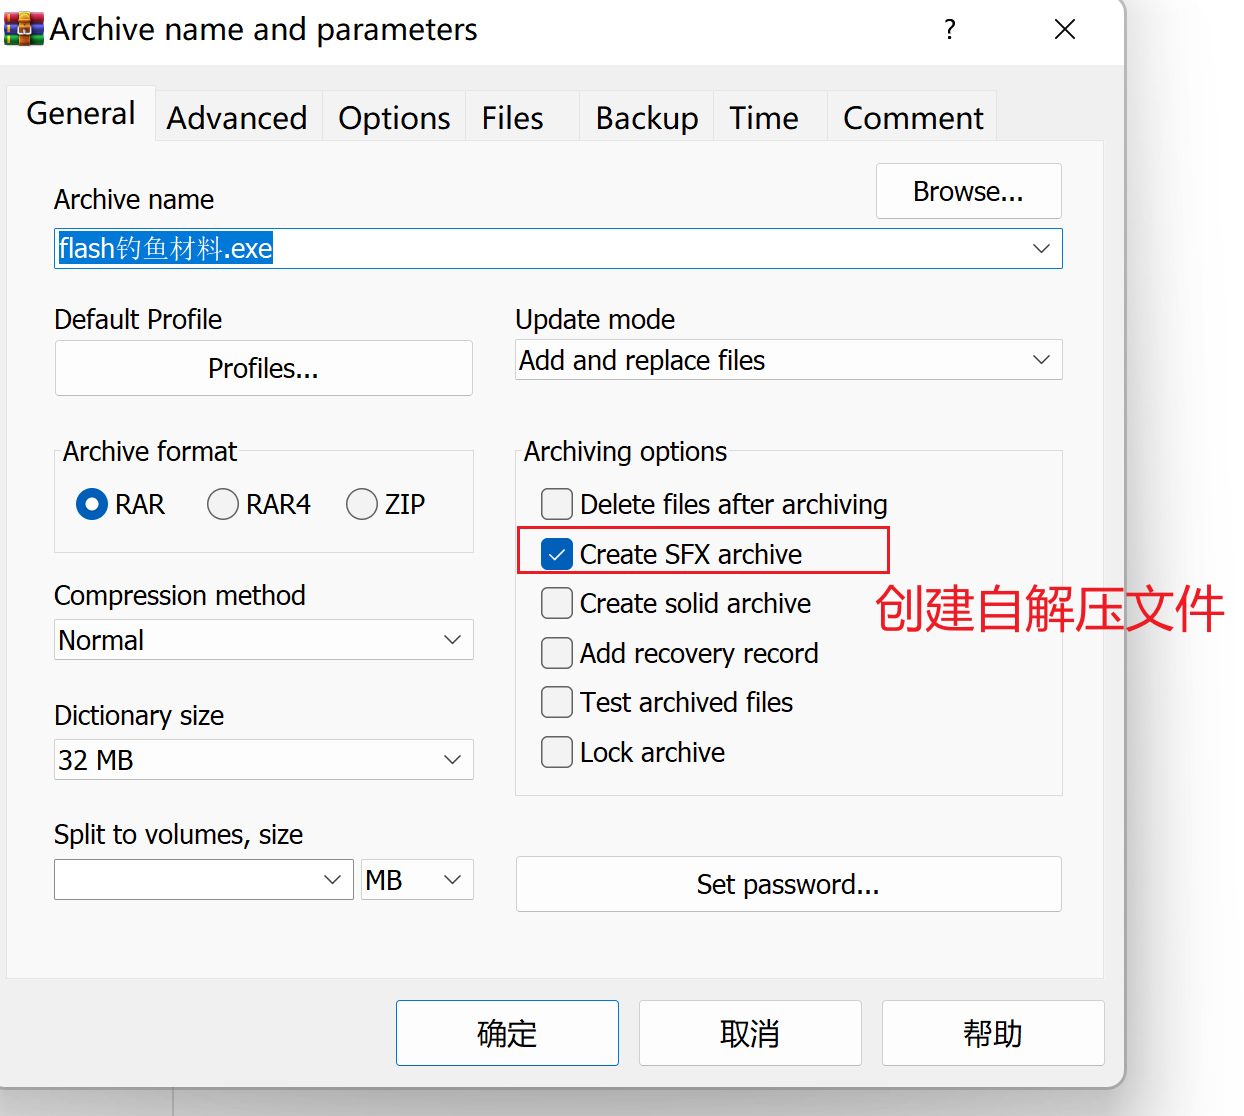 Archive name and parameters ?
General Advanced Options Files Backup Time Comment
Archive name
Browse...
flash钓鱼材料.exe
Default Profile
Profiles...
Update mode
Add and replace files
Archive format
RAR RAR4 ZIP
Compression method
Normal
Dictionary size
32 MB
Split to volumes, size
MB
Archiving options
Delete files after archiving
Create SFX archive
创建自解压文件
Create solid archive
Add recovery record
Test archived files
Lock archive
Set password...
确定 取消 帮助